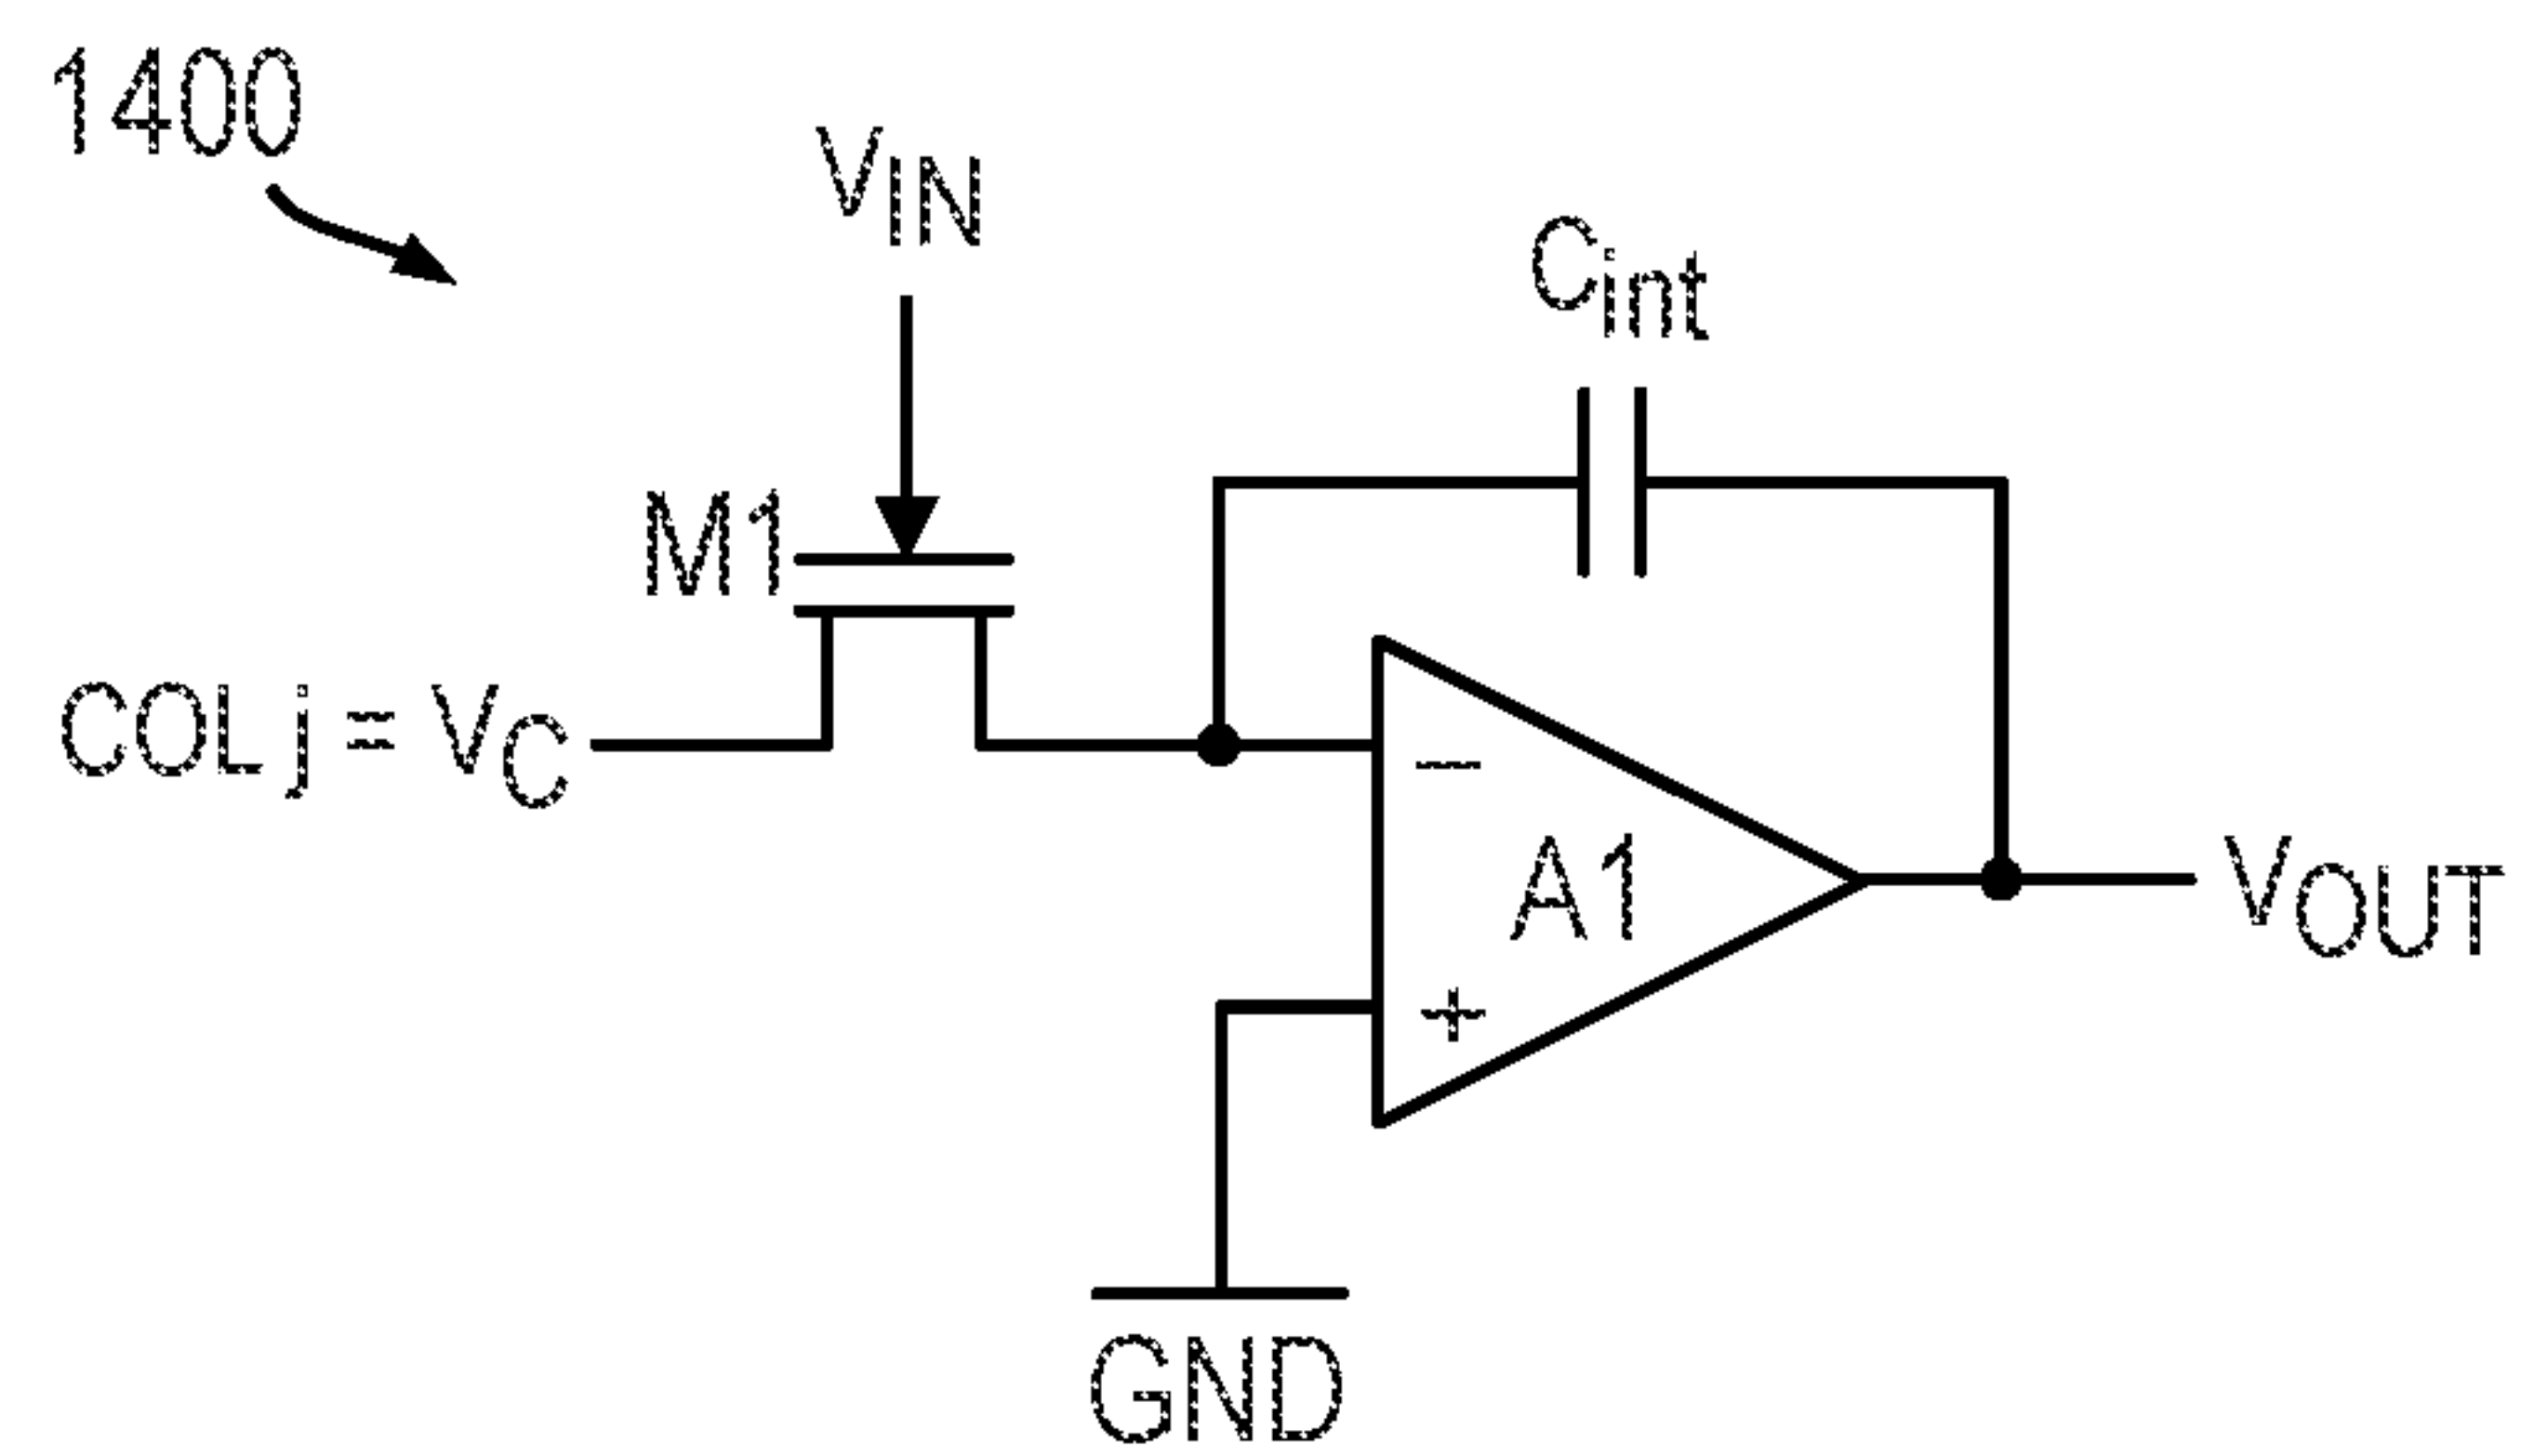 1400
VIN
Cint
M1
COL j = VC
−
A1
+
VOUT
GND